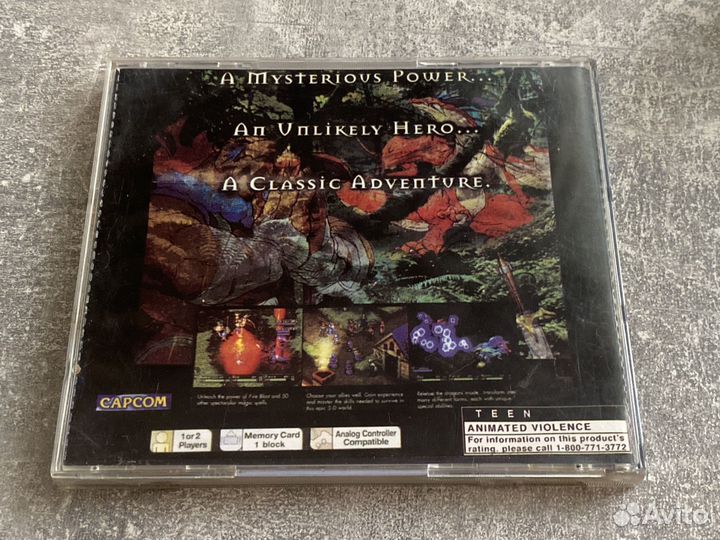 A MYSTERIOUS POWER...
AN UNLIKELY HERO...
A CLASSIC ADVENTURE.
Unleash the power of Fire Blast and 50
other spectacular magic spells.
Choose your allies well. Gain experience
and master the skills needed to survive in
this epic 3-D world.
Release the dragons inside, transform into
many different forms, each with unique
special abilities.
CAPCOM
1 or 2
Players
Memory Card
1 block
Analog Controller
Compatible
TEEN
ANIMATED VIOLENCE
For information on this product's
rating, please call 1-800-771-3772
Avito